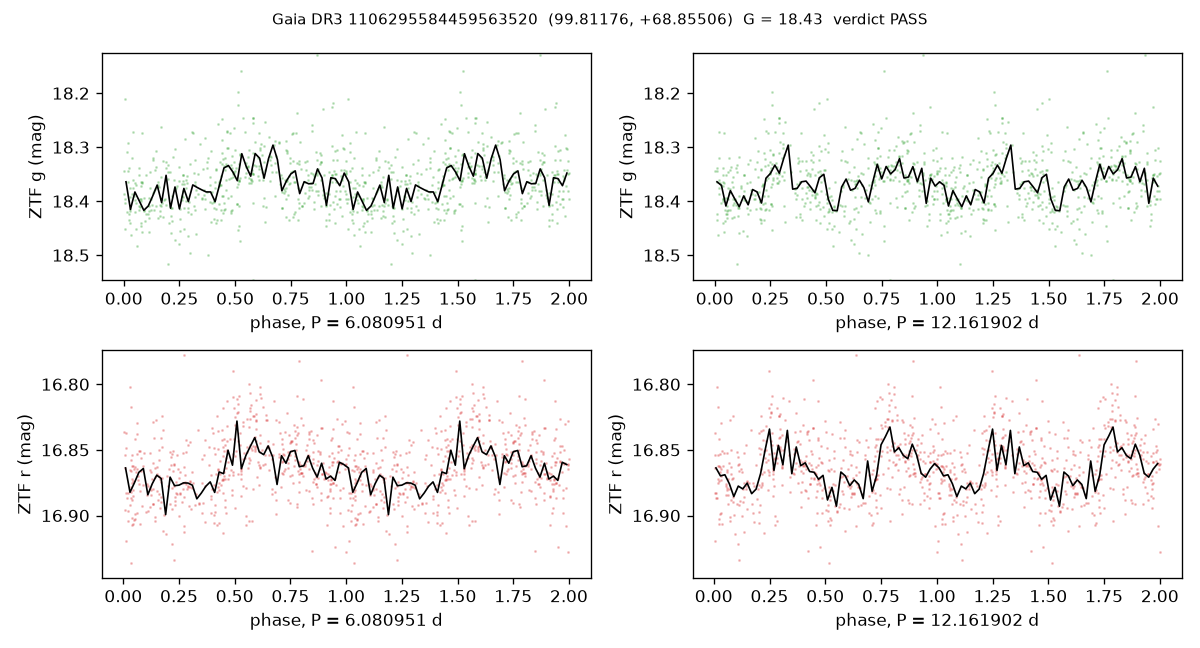 Gaia DR3 1106295584459563520  (99.81176, +68.85506)  G = 18.43  verdict PASS
ZTF g (mag)
18.2
18.3
18.4
18.5
0.00 0.25 0.50 0.75 1.00 1.25 1.50 1.75 2.00
phase, P = 6.080951 d
ZTF g (mag)
18.2
18.3
18.4
18.5
0.00 0.25 0.50 0.75 1.00 1.25 1.50 1.75 2.00
phase, P = 12.161902 d
ZTF r (mag)
16.80
16.85
16.90
0.00 0.25 0.50 0.75 1.00 1.25 1.50 1.75 2.00
phase, P = 6.080951 d
ZTF r (mag)
16.80
16.85
16.90
0.00 0.25 0.50 0.75 1.00 1.25 1.50 1.75 2.00
phase, P = 12.161902 d